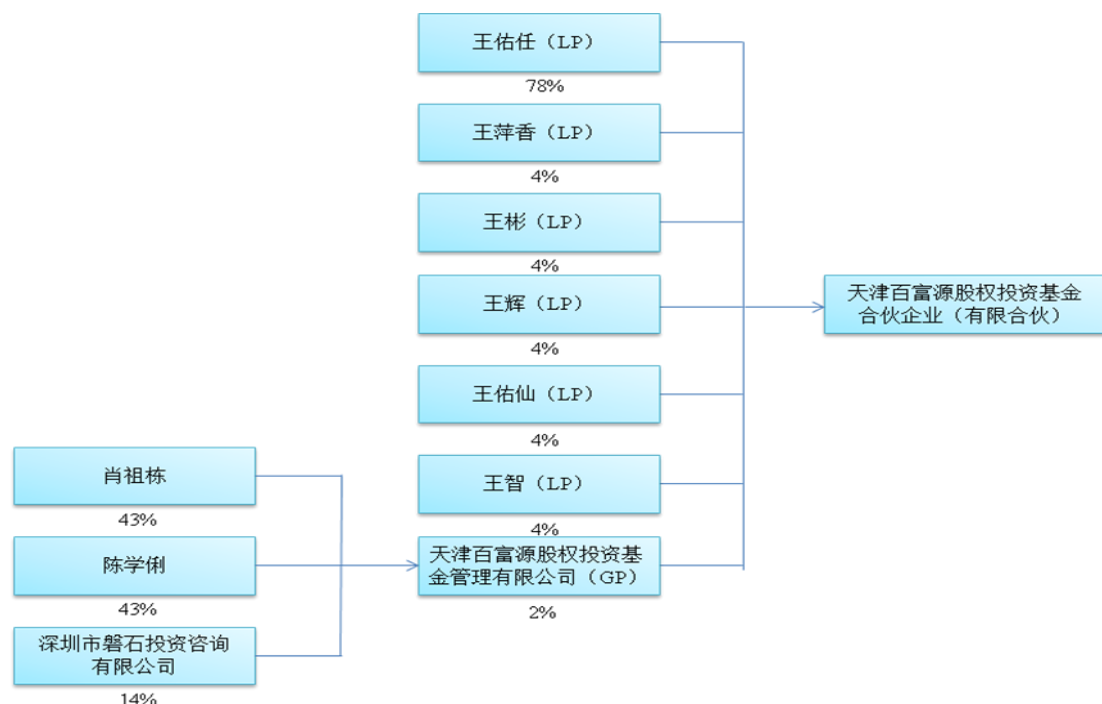 王佑任（LP）
78%
王萍香（LP）
4%
王彬（LP）
4%
王辉（LP）
4%
天津百富源股权投资基金
合伙企业（有限合伙）
王佑仙（LP）
4%
王智（LP）
4%
肖祖栋
43%
陈学俐
43%
深圳市磐石投资咨询
有限公司
14%
天津百富源股权投资基
金管理有限公司（GP）
2%